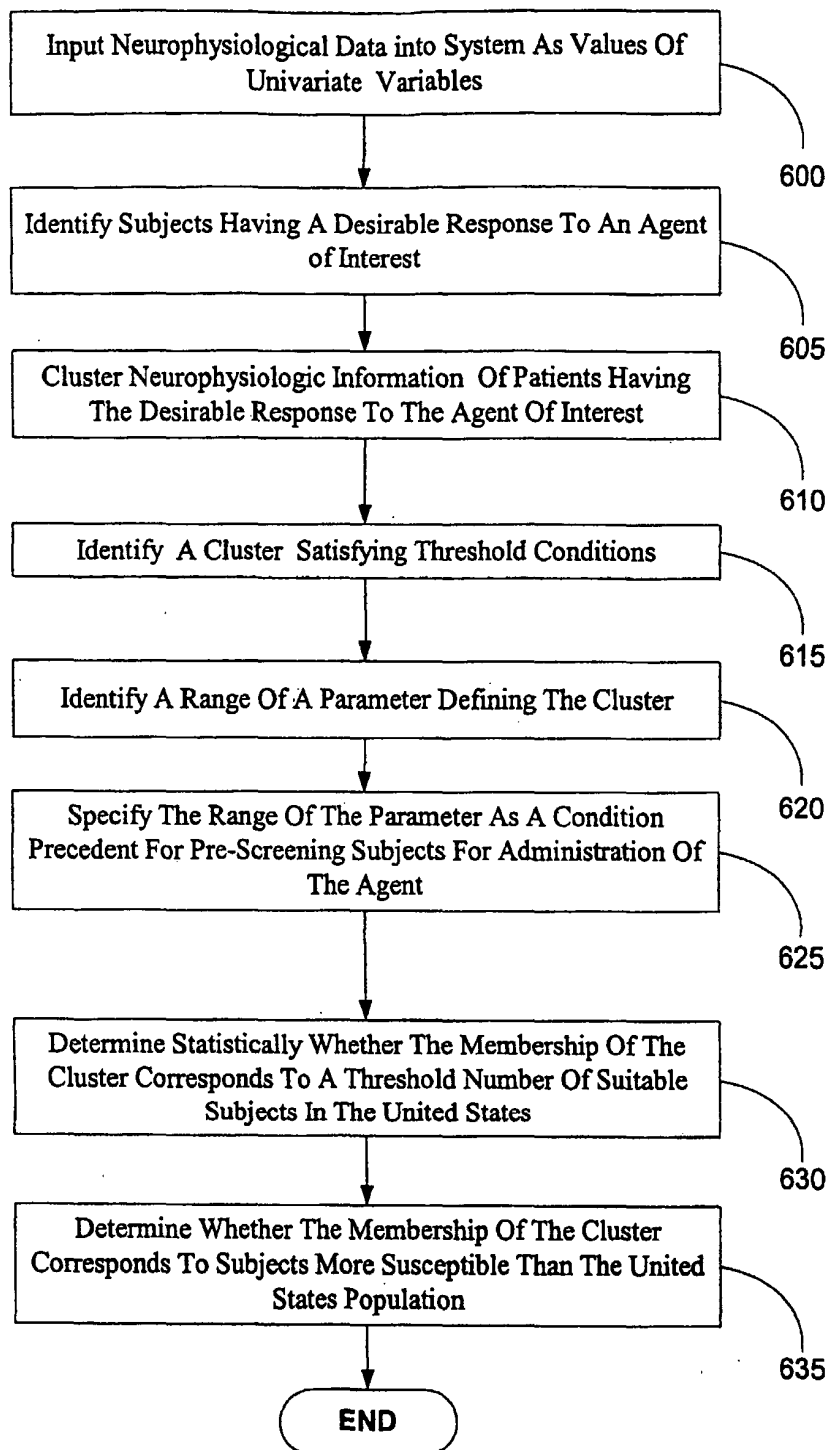 Input Neurophysiological Data into System As Values Of
Univariate Variables
600
Identify Subjects Having A Desirable Response To An Agent
of Interest
605
Cluster Neurophysiologic Information Of Patients Having
The Desirable Response To The Agent Of Interest
610
Identify A Cluster Satisfying Threshold Conditions
615
Identify A Range Of A Parameter Defining The Cluster
620
Specify The Range Of The Parameter As A Condition
Precedent For Pre-Screening Subjects For Administration Of
The Agent
625
Determine Statistically Whether The Membership Of The
Cluster Corresponds To A Threshold Number Of Suitable
Subjects In The United States
630
Determine Whether The Membership Of The Cluster
Corresponds To Subjects More Susceptible Than The United
States Population
635
END